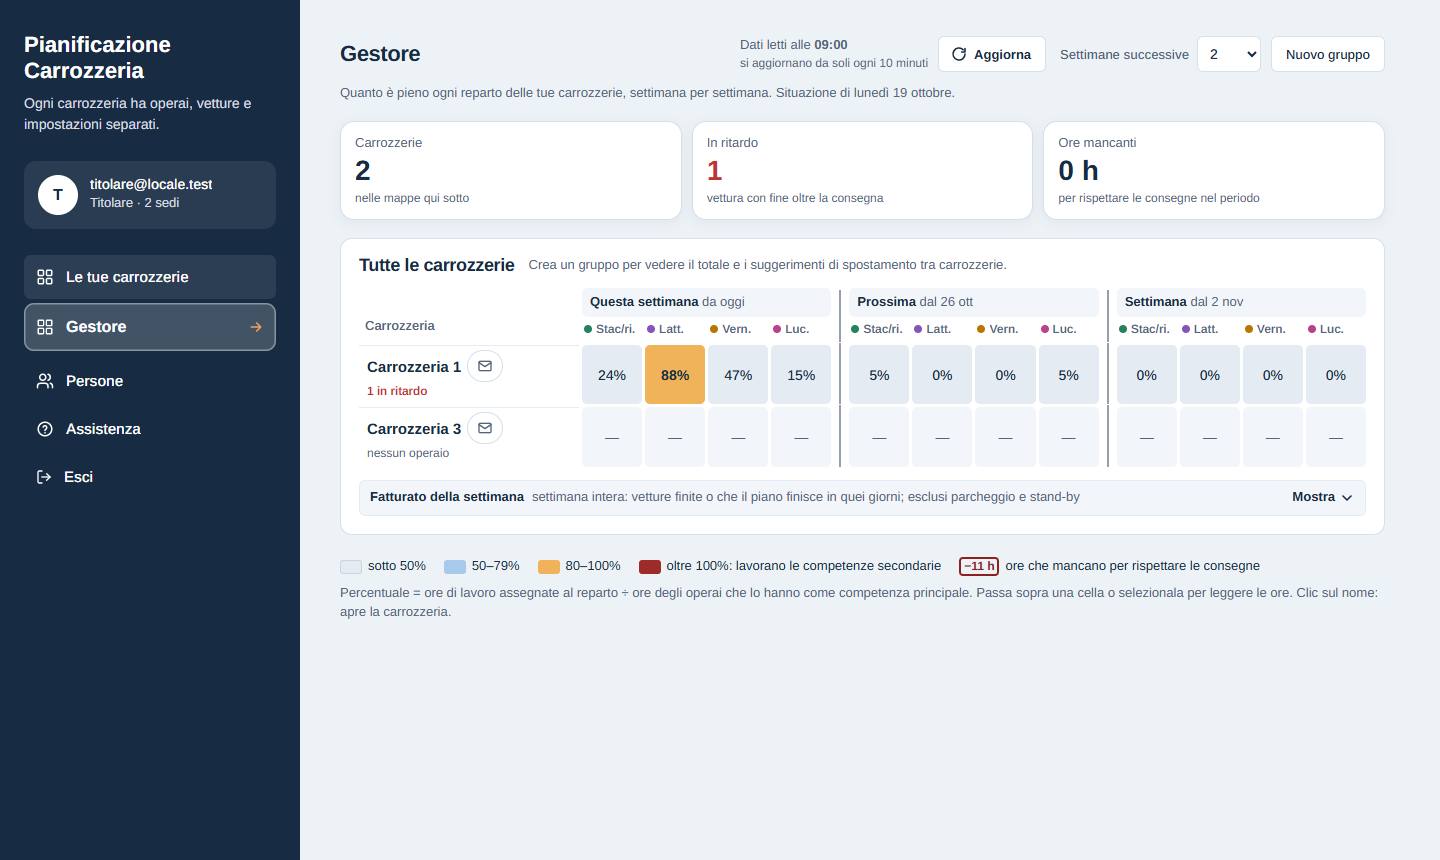 Pianificazione
Carrozzeria
Ogni carrozzeria ha operai, vetture e
impostazioni separati.
T
titolare@locale.test
Titolare · 2 sedi
Le tue carrozzerie
Gestore
Persone
Assistenza
Esci
Gestore
Dati letti alle 09:00
si aggiornano da soli ogni 10 minuti
Aggiorna
Settimane successive
2
Nuovo gruppo
Quanto è pieno ogni reparto delle tue carrozzerie, settimana per settimana. Situazione di lunedì 19 ottobre.
Carrozzerie
2
nelle mappe qui sotto
In ritardo
1
vettura con fine oltre la consegna
Ore mancanti
0 h
per rispettare le consegne nel periodo
Tutte le carrozzerie Crea un gruppo per vedere il totale e i suggerimenti di spostamento tra carrozzerie.
Questa settimana da oggi Prossima dal 26 ott Settimana dal 2 nov
Carrozzeria Stac/ri. Latt. Vern. Luc. Stac/ri. Latt. Vern. Luc. Stac/ri. Latt. Vern. Luc.
Carrozzeria 1
1 in ritardo
24% 88% 47% 15% 5% 0% 0% 5% 0% 0% 0% 0%
Carrozzeria 3
nessun operaio
— — — — — — — — — — — —
Fatturato della settimana settimana intera: vetture finite o che il piano finisce in quei giorni; esclusi parcheggio e stand-by Mostra
sotto 50% 50–79% 80–100% oltre 100%: lavorano le competenze secondarie −11 h ore che mancano per rispettare le consegne
Percentuale = ore di lavoro assegnate al reparto ÷ ore degli operai che lo hanno come competenza principale. Passa sopra una cella o selezionala per leggere le ore. Clic sul nome:
apre la carrozzeria.